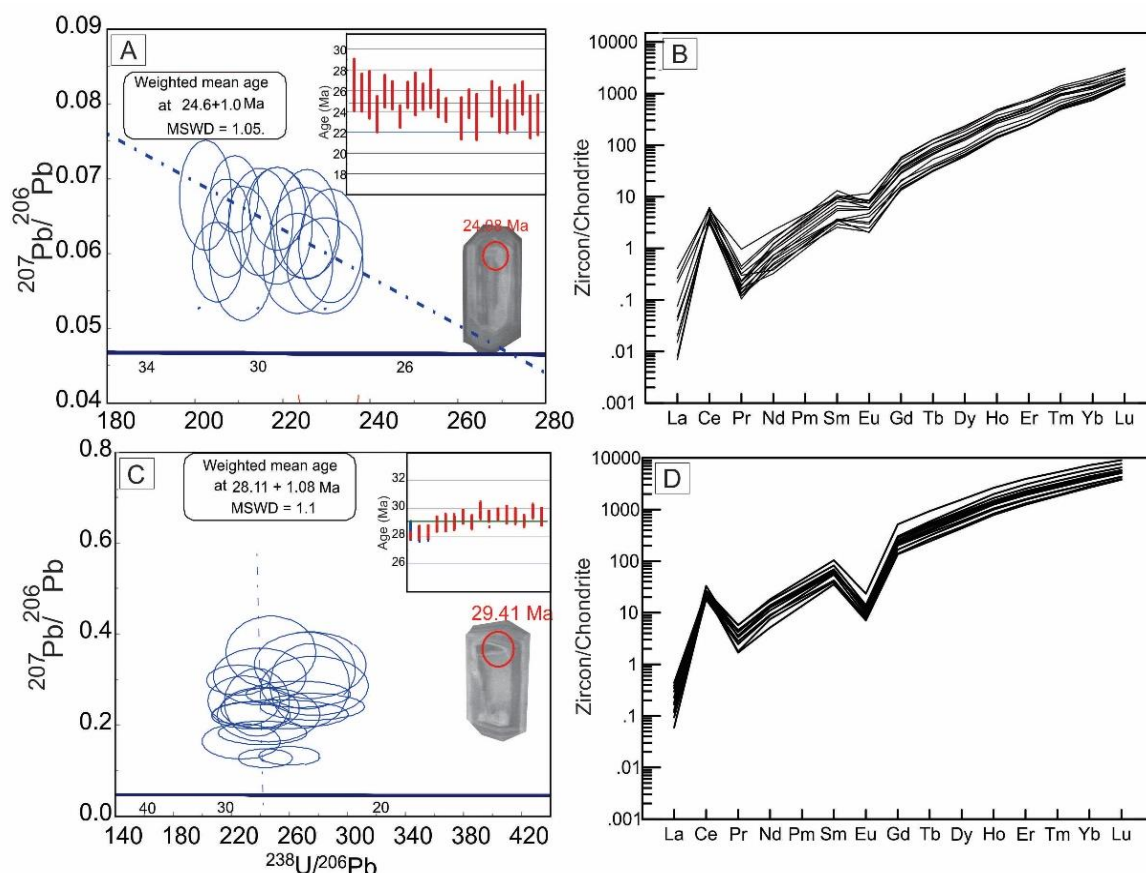 A
Weighted mean age
at 24.6+1.0 Ma
MSWD = 1.05.
0.09
0.08
0.07
0.06
0.05
0.04
207Pb/206Pb
Age (Ma)
30
28
26
24
22
20
18
24.08 Ma
34 30 26
180 200 220 240 260 280
B
Zircon/Chondrite
10000
1000
100
10
1
.1
.01
.001
La Ce Pr Nd Pm Sm Eu Gd Tb Dy Ho Er Tm Yb Lu
C
Weighted mean age
at 28.11 + 1.08 Ma
MSWD = 1.1
0.8
0.6
0.4
0.2
0.0
207Pb/206Pb
Age (Ma)
32
30
28
26
29.41 Ma
40 30 20
140 180 220 260 300 340 380 420
238U/206Pb
D
Zircon/Chondrite
10000
1000
100
10
1
.1
.01
.001
La Ce Pr Nd Pm Sm Eu Gd Tb Dy Ho Er Tm Yb Lu